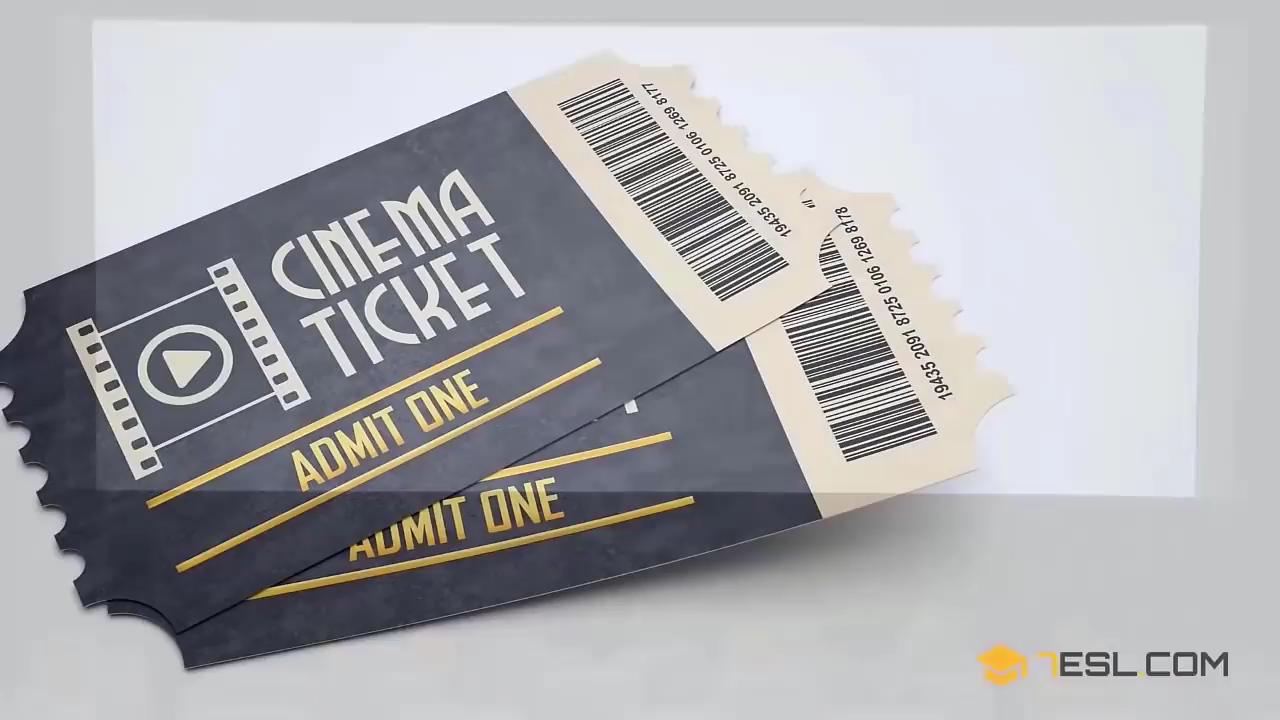 CINEMA
TICKET
ADMIT ONE
19435 2091 8725 0106 1269 8177
ADMIT ONE
19435 2091 8725 0106 1269 8178
7ESL.COM